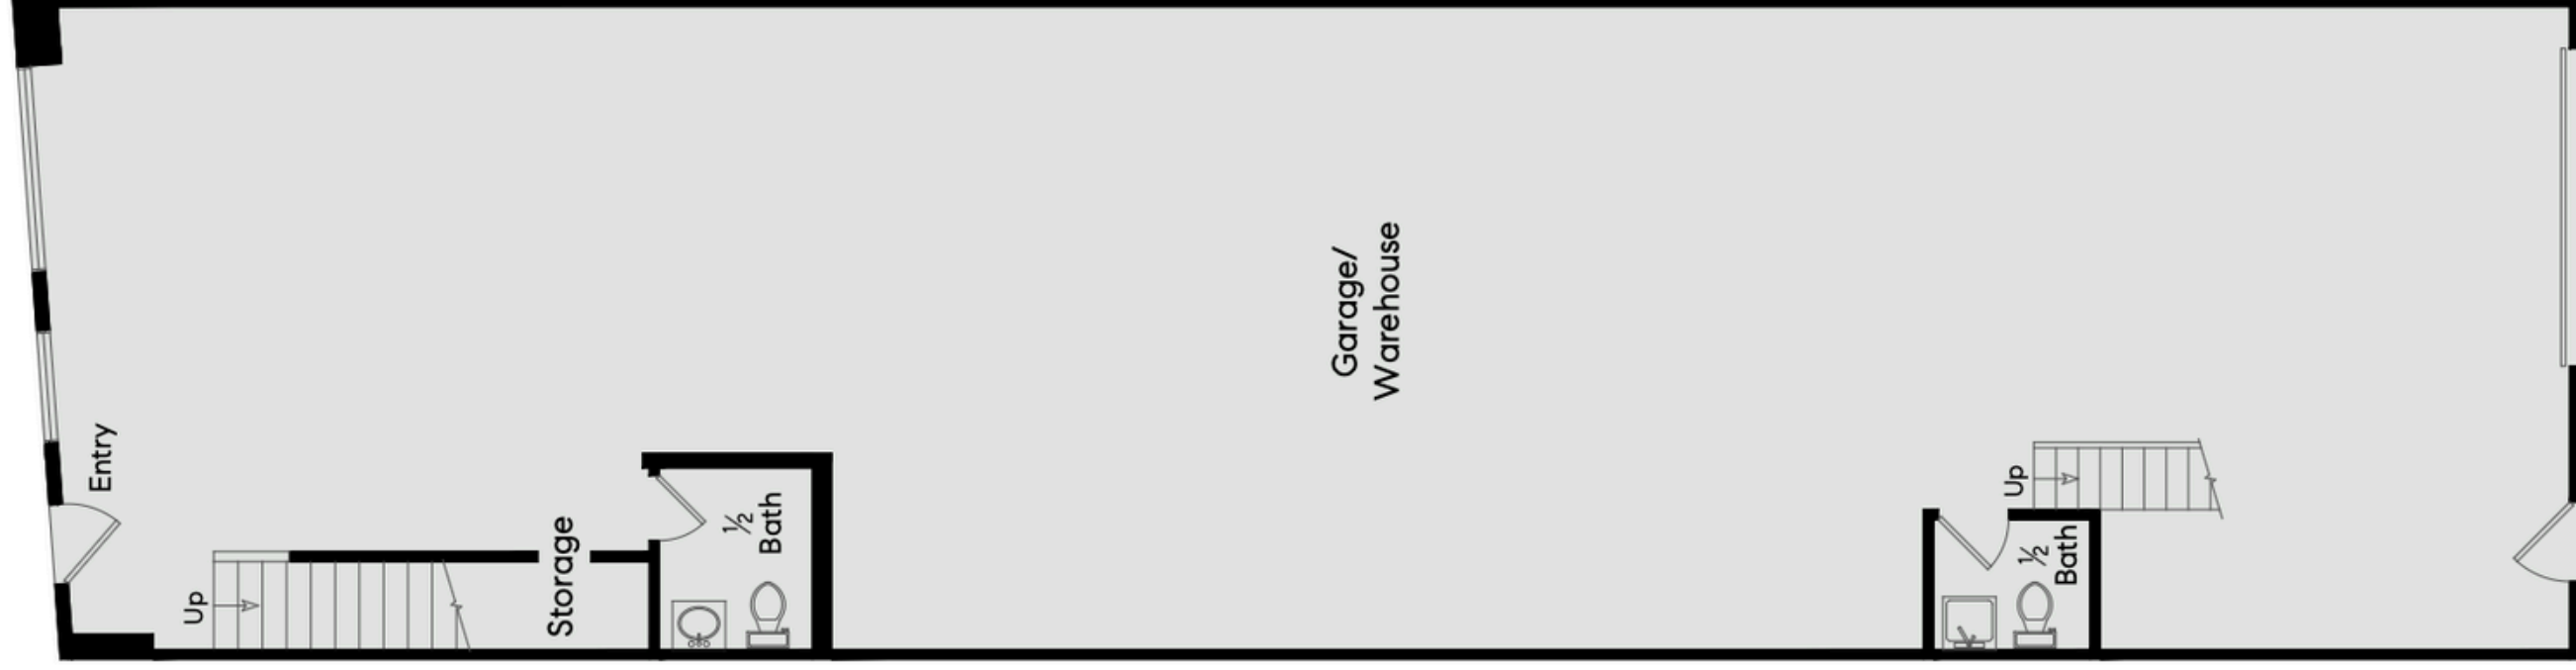 Entry
Up
Storage
½
Bath
Garage/
Warehouse
Up
½
Bath